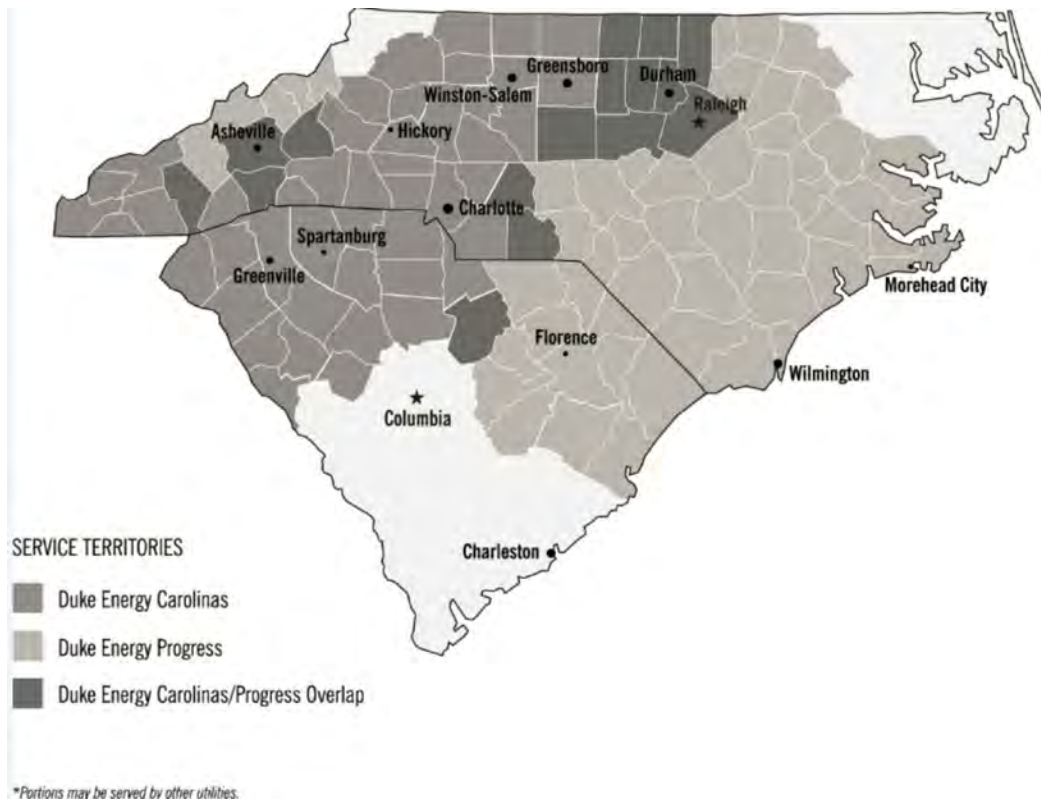 Greensboro
Durham
Winston-Salem
Raleigh
Hickory
Asheville
Charlotte
Spartanburg
Greenville
Morehead City
Florence
Wilmington
Columbia
Charleston
SERVICE TERRITORIES
Duke Energy Carolinas
Duke Energy Progress
Duke Energy Carolinas/Progress Overlap
*Portions may be served by other utilities.